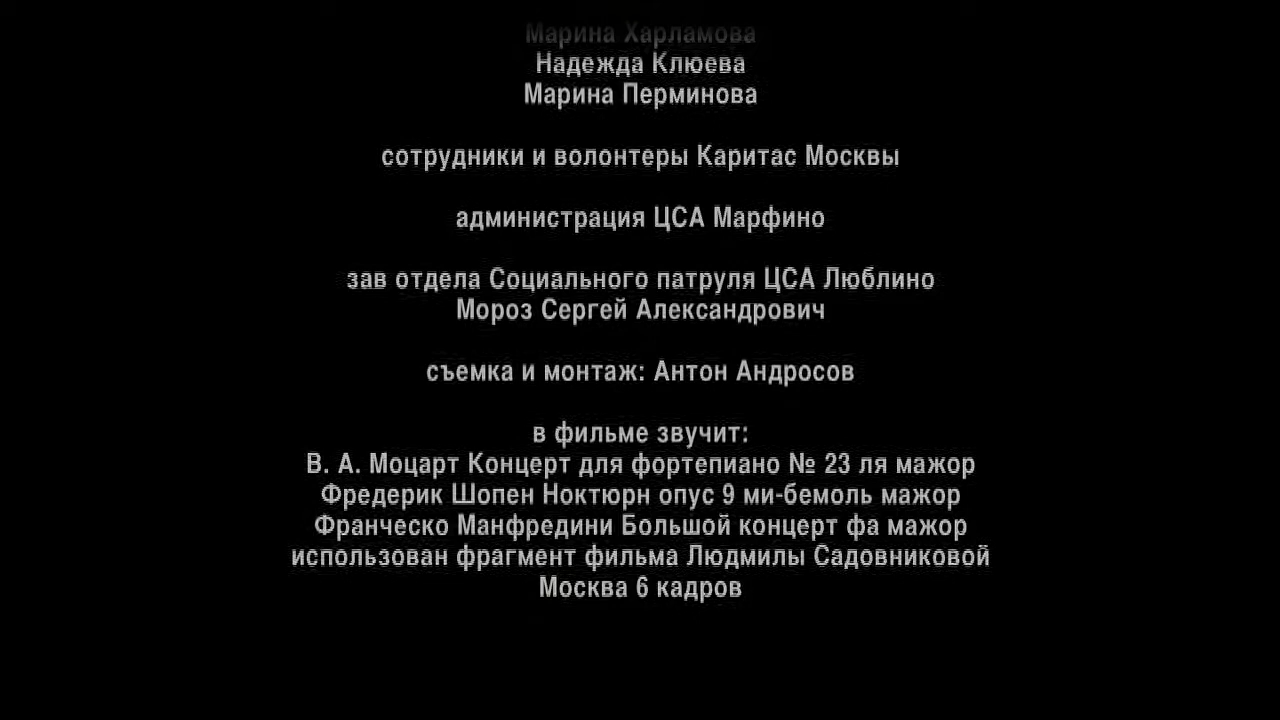 Марина Харламова
Надежда Клюева
Марина Перминова
сотрудники и волонтеры Каритас Москвы
администрация ЦСА Марфино
зав отдела Социального патруля ЦСА Люблино
Мороз Сергей Александрович
съемка и монтаж: Антон Андросов
в фильме звучит:
В. А. Моцарт Концерт для фортепиано № 23 ля мажор
Фредерик Шопен Ноктюрн опус 9 ми-бемоль мажор
Франческо Манфредини Большой концерт фа мажор
использован фрагмент фильма Людмилы Садовниковой
Москва 6 кадров